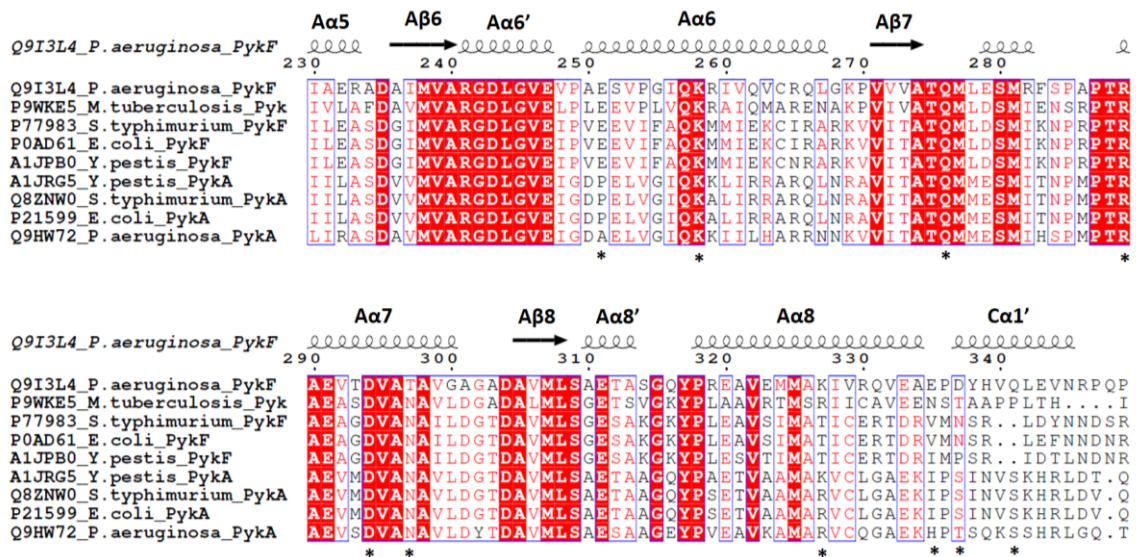 Aα5 Aβ6 Aα6’ Aα6 Aβ7
Q9I3L4_P.aeruginosa_PykF
230 240 250 260 270 280
Q9I3L4_P.aeruginosa_PykF IAERADAIMVARGDLGVEVPAESVPGIQKRIVQVCRQLGKPVVVATQMLESMRFSPAPTR
P9WKE5_M.tuberculosis_Pyk IVLAFDAIMVARGDLGVELPLEEVPLVQKRAIQMARENAKPVIVATQMLDSMIENSRPTR
P77983_S.typhimurium_PykF ILEASDGIMVARGDLGVEIPVEEVIFAQKMMIEKCIRARKVVITATQMLDSMIKNPRPTR
P0AD61_E.coli_PykF ILEASDGIMVARGDLGVEIPVEEVIFAQKMMIEKCIRARKVVITATQMLDSMIKNPRPTR
A1JPB0_Y.pestis_PykF ILEASDGIMVARGDLGVEIPVEEVIFAQKMMIEKCNRARKVVITATQMLDSMIKNPRPTR
A1JRG5_Y.pestis_PykA IILASDVVMVARGDLGVEIGDPELVGIQKKLIRRARQLNRAVITATQMMESMITNPMPTR
Q8ZNW0_S.typhimurium_PykA IILASDVVMVARGDLGVEIGDPELVGIQKALIRRARQLNRAVITATQMMESMITNPMPTR
P21599_E.coli_PykA IILASDVVMVARGDLGVEIGDPELVGIQKALIRRARQLNRAVITATQMMESMITNPMPTR
Q9HW72_P.aeruginosa_PykA LIRASDAVMVARGDLGVEIGDAELVGIQKKIILHARRNNKVVITATQMMESMIHSPMPTR
* * * *
Aα7 Aβ8 Aα8’ Aα8 Cα1’
Q9I3L4_P.aeruginosa_PykF
290 300 310 320 330 340
Q9I3L4_P.aeruginosa_PykF AEVTDVATAVGAGADAVMLSAETASGQYPREAVEMMAKIVRQVEAEPDYHVQLEVNRPQP
P9WKE5_M.tuberculosis_Pyk AEASDVANAVLDGADALMLSGETSVGKYPLAAVRTMSRIICAVEENSTAAPPLTH....I
P77983_S.typhimurium_PykF AEAGDVANAILDGTDAVMLSGESAKGKYPLEAVSIMATICERTDRVMNSR..LDYNNDSR
P0AD61_E.coli_PykF AEAGDVANAILDGTDAVMLSGESAKGKYPLEAVSIMATICERTDRVMNSR..LEFNNDNR
A1JPB0_Y.pestis_PykF AEAGDVANAILDGTDAVMLSGESAKGKYPLESVSIMATICERTDRIMPSR..IDTLNDNR
A1JRG5_Y.pestis_PykA AEVMDVANAVLDGTDAVMLSAETAAGQYPAETVAAMARVCLGAEKIPSINVSKHRLDT.Q
Q8ZNW0_S.typhimurium_PykA AEVMDVANAVLDGTDAVMLSAETAAGQYPSETVAAMARVCLGAEKIPSINVSKHRLDV.Q
P21599_E.coli_PykA AEVMDVANAVLDGTDAVMLSAETAAGQYPSETVAAMARVCLGAEKIPSINVSKHRLDV.Q
Q9HW72_P.aeruginosa_PykA AEVSDVANAVLDYTDAVMLSAESAAGEYPVEAVKAMARVCQGAEKHPTSQKSSHRLGQ.T
* * * * * *